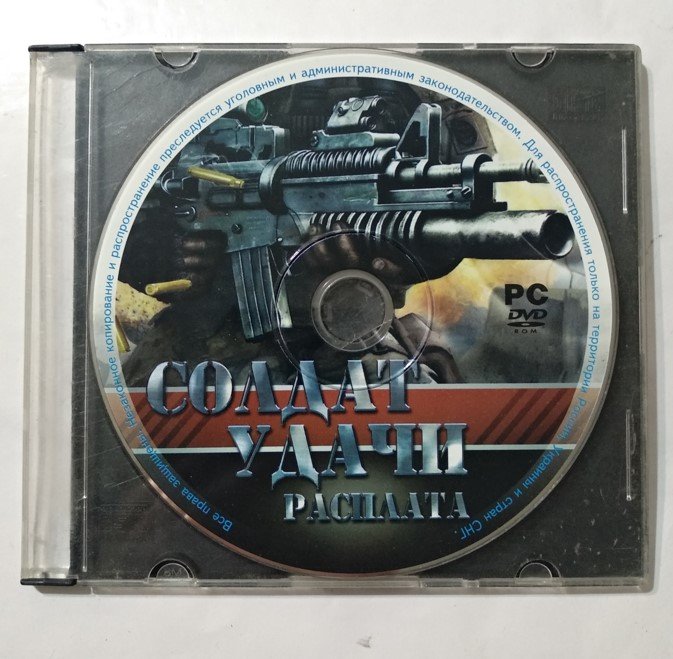 Все права защищены. Незаконное копирование и распространение преследуется уголовным и административным законодательством. Для распространения только на территории России, Украины и стран СНГ.
PC
DVD
ROM
СОЛДАТ
УДАЧИ
РАСПЛАТА